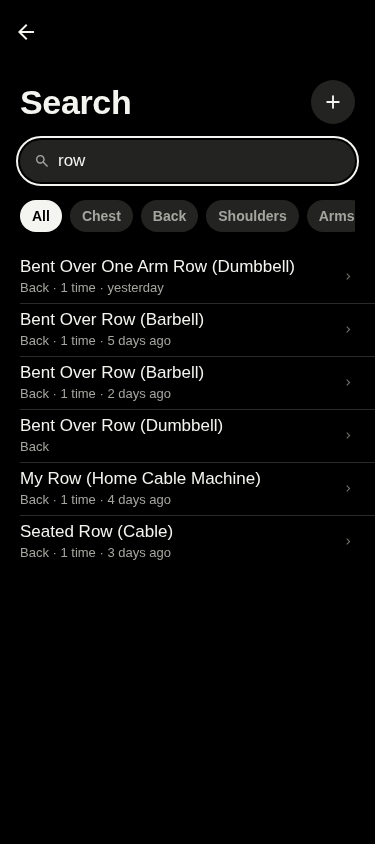 Search
row
All Chest Back Shoulders Arms
Bent Over One Arm Row (Dumbbell)
Back · 1 time · yesterday
Bent Over Row (Barbell)
Back · 1 time · 5 days ago
Bent Over Row (Barbell)
Back · 1 time · 2 days ago
Bent Over Row (Dumbbell)
Back
My Row (Home Cable Machine)
Back · 1 time · 4 days ago
Seated Row (Cable)
Back · 1 time · 3 days ago